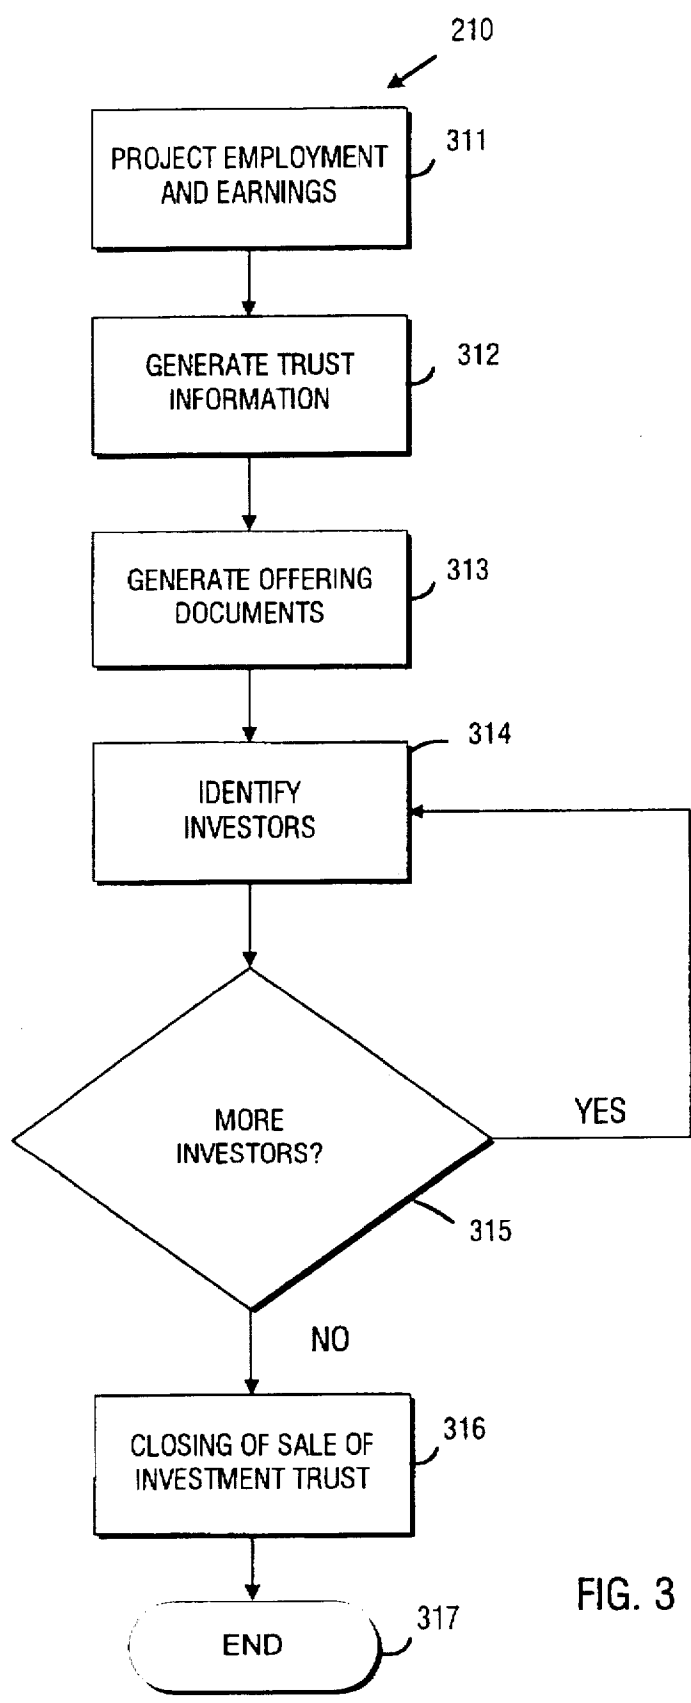 210
PROJECT EMPLOYMENT
AND EARNINGS
311
GENERATE TRUST
INFORMATION
312
GENERATE OFFERING
DOCUMENTS
313
314
IDENTIFY
INVESTORS
MORE
INVESTORS?
YES
315
NO
CLOSING OF SALE OF
INVESTMENT TRUST
316
END
317
FIG. 3